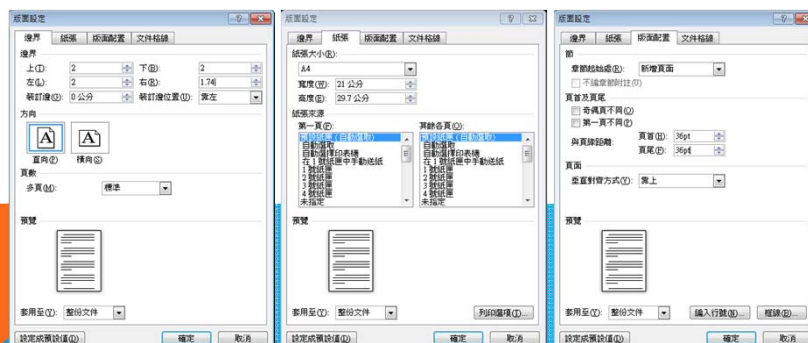 版面設定
邊界 紙張 版面配置 文件格線
邊界
上(T): 2 下(B): 2
左(L): 2 右(R): 1.74
裝訂邊(G): 0 公分 裝訂邊位置(U): 靠左
方向
直向(P) 橫向(S)
頁數
多頁(M): 標準
預覽
套用至(Y): 整份文件
設定成預設值(D) 確定 取消
版面設定
邊界 紙張 版面配置 文件格線
紙張大小(R):
A4
寬度(W): 21 公分
高度(E): 29.7 公分
紙張來源
第一頁(F): 其餘各頁(O):
預設紙匣 (自動選取) 預設紙匣 (自動選取)
自動選取 自動選取
自動選擇印表機 自動選擇印表機
在 1 號紙匣中手動送紙 在 1 號紙匣中手動送紙
1 號紙匣 1 號紙匣
2 號紙匣 2 號紙匣
3 號紙匣 3 號紙匣
4 號紙匣 4 號紙匣
未指定 未指定
預覽
套用至(Y): 整份文件 列印選項(T)...
設定成預設值(D) 確定 取消
版面設定
邊界 紙張 版面配置 文件格線
節
章節起始處(R): 新增頁面
不編章節附註(U)
頁首及頁尾
奇偶頁不同(O)
第一頁不同(P)
與頁緣距離: 頁首(H): 36pt
頁尾(F): 36pt
頁面
垂直對齊方式(V): 靠上
預覽
套用至(Y): 整份文件 編入行號(N)... 框線(B)...
設定成預設值(D) 確定 取消